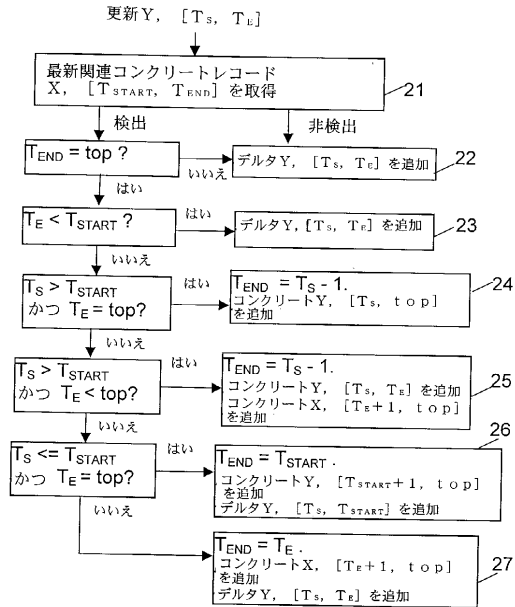 更新Y, [TS, TE]
最新関連コンクリートレコード
X, [TSTART, TEND] を取得
21
検出
非検出
TEND = top ?
いいえ
デルタY, [TS, TE] を追加
22
はい
TE < TSTART ?
はい
デルタY, [TS, TE] を追加
23
いいえ
TS > TSTART
かつ TE = top?
はい
TEND = TS - 1.
コンクリートY, [TS, top]
を追加
24
いいえ
TS > TSTART
かつ TE < top?
はい
TEND = TS - 1.
コンクリートY, [TS, TE] を追加
コンクリートX, [TE+1, top]
を追加
25
いいえ
TS <= TSTART
かつ TE = top?
はい
TEND = TSTART .
コンクリートY, [TSTART+1, top]
を追加
デルタY, [TS, TSTART] を追加
26
いいえ
TEND = TE .
コンクリートX, [TE+1, top]
を追加
デルタY, [TS, TE] を追加
27